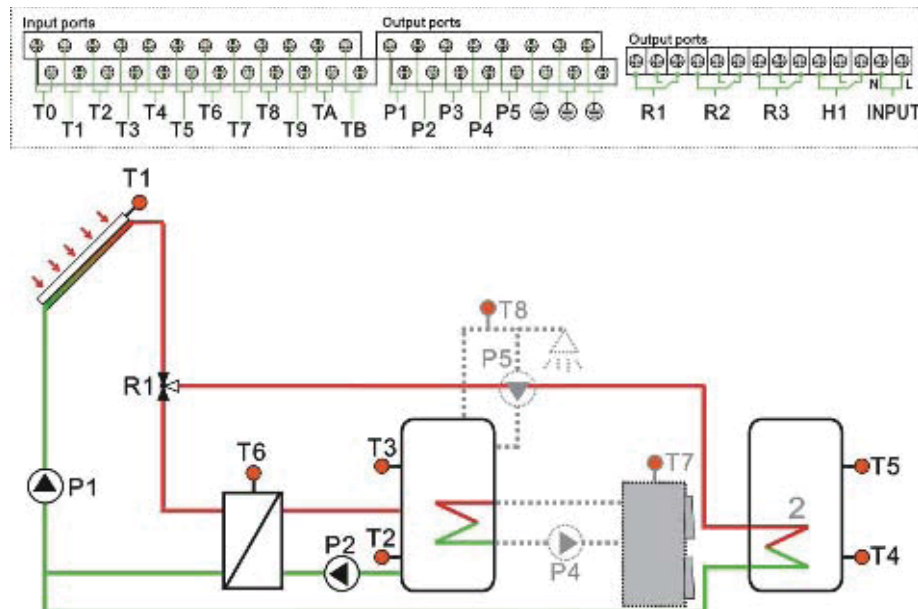 Input ports
Output ports
Output ports
T0 T2 T4 T6 T8 TA P1 P3 P5
T1 T3 T5 T7 T9 TB P2 P4
R1 R2 R3 H1 INPUT
N L
T1
T8
P5
R1
T3
T6
T7
T5
P1
2
P2
T2
P4
T4